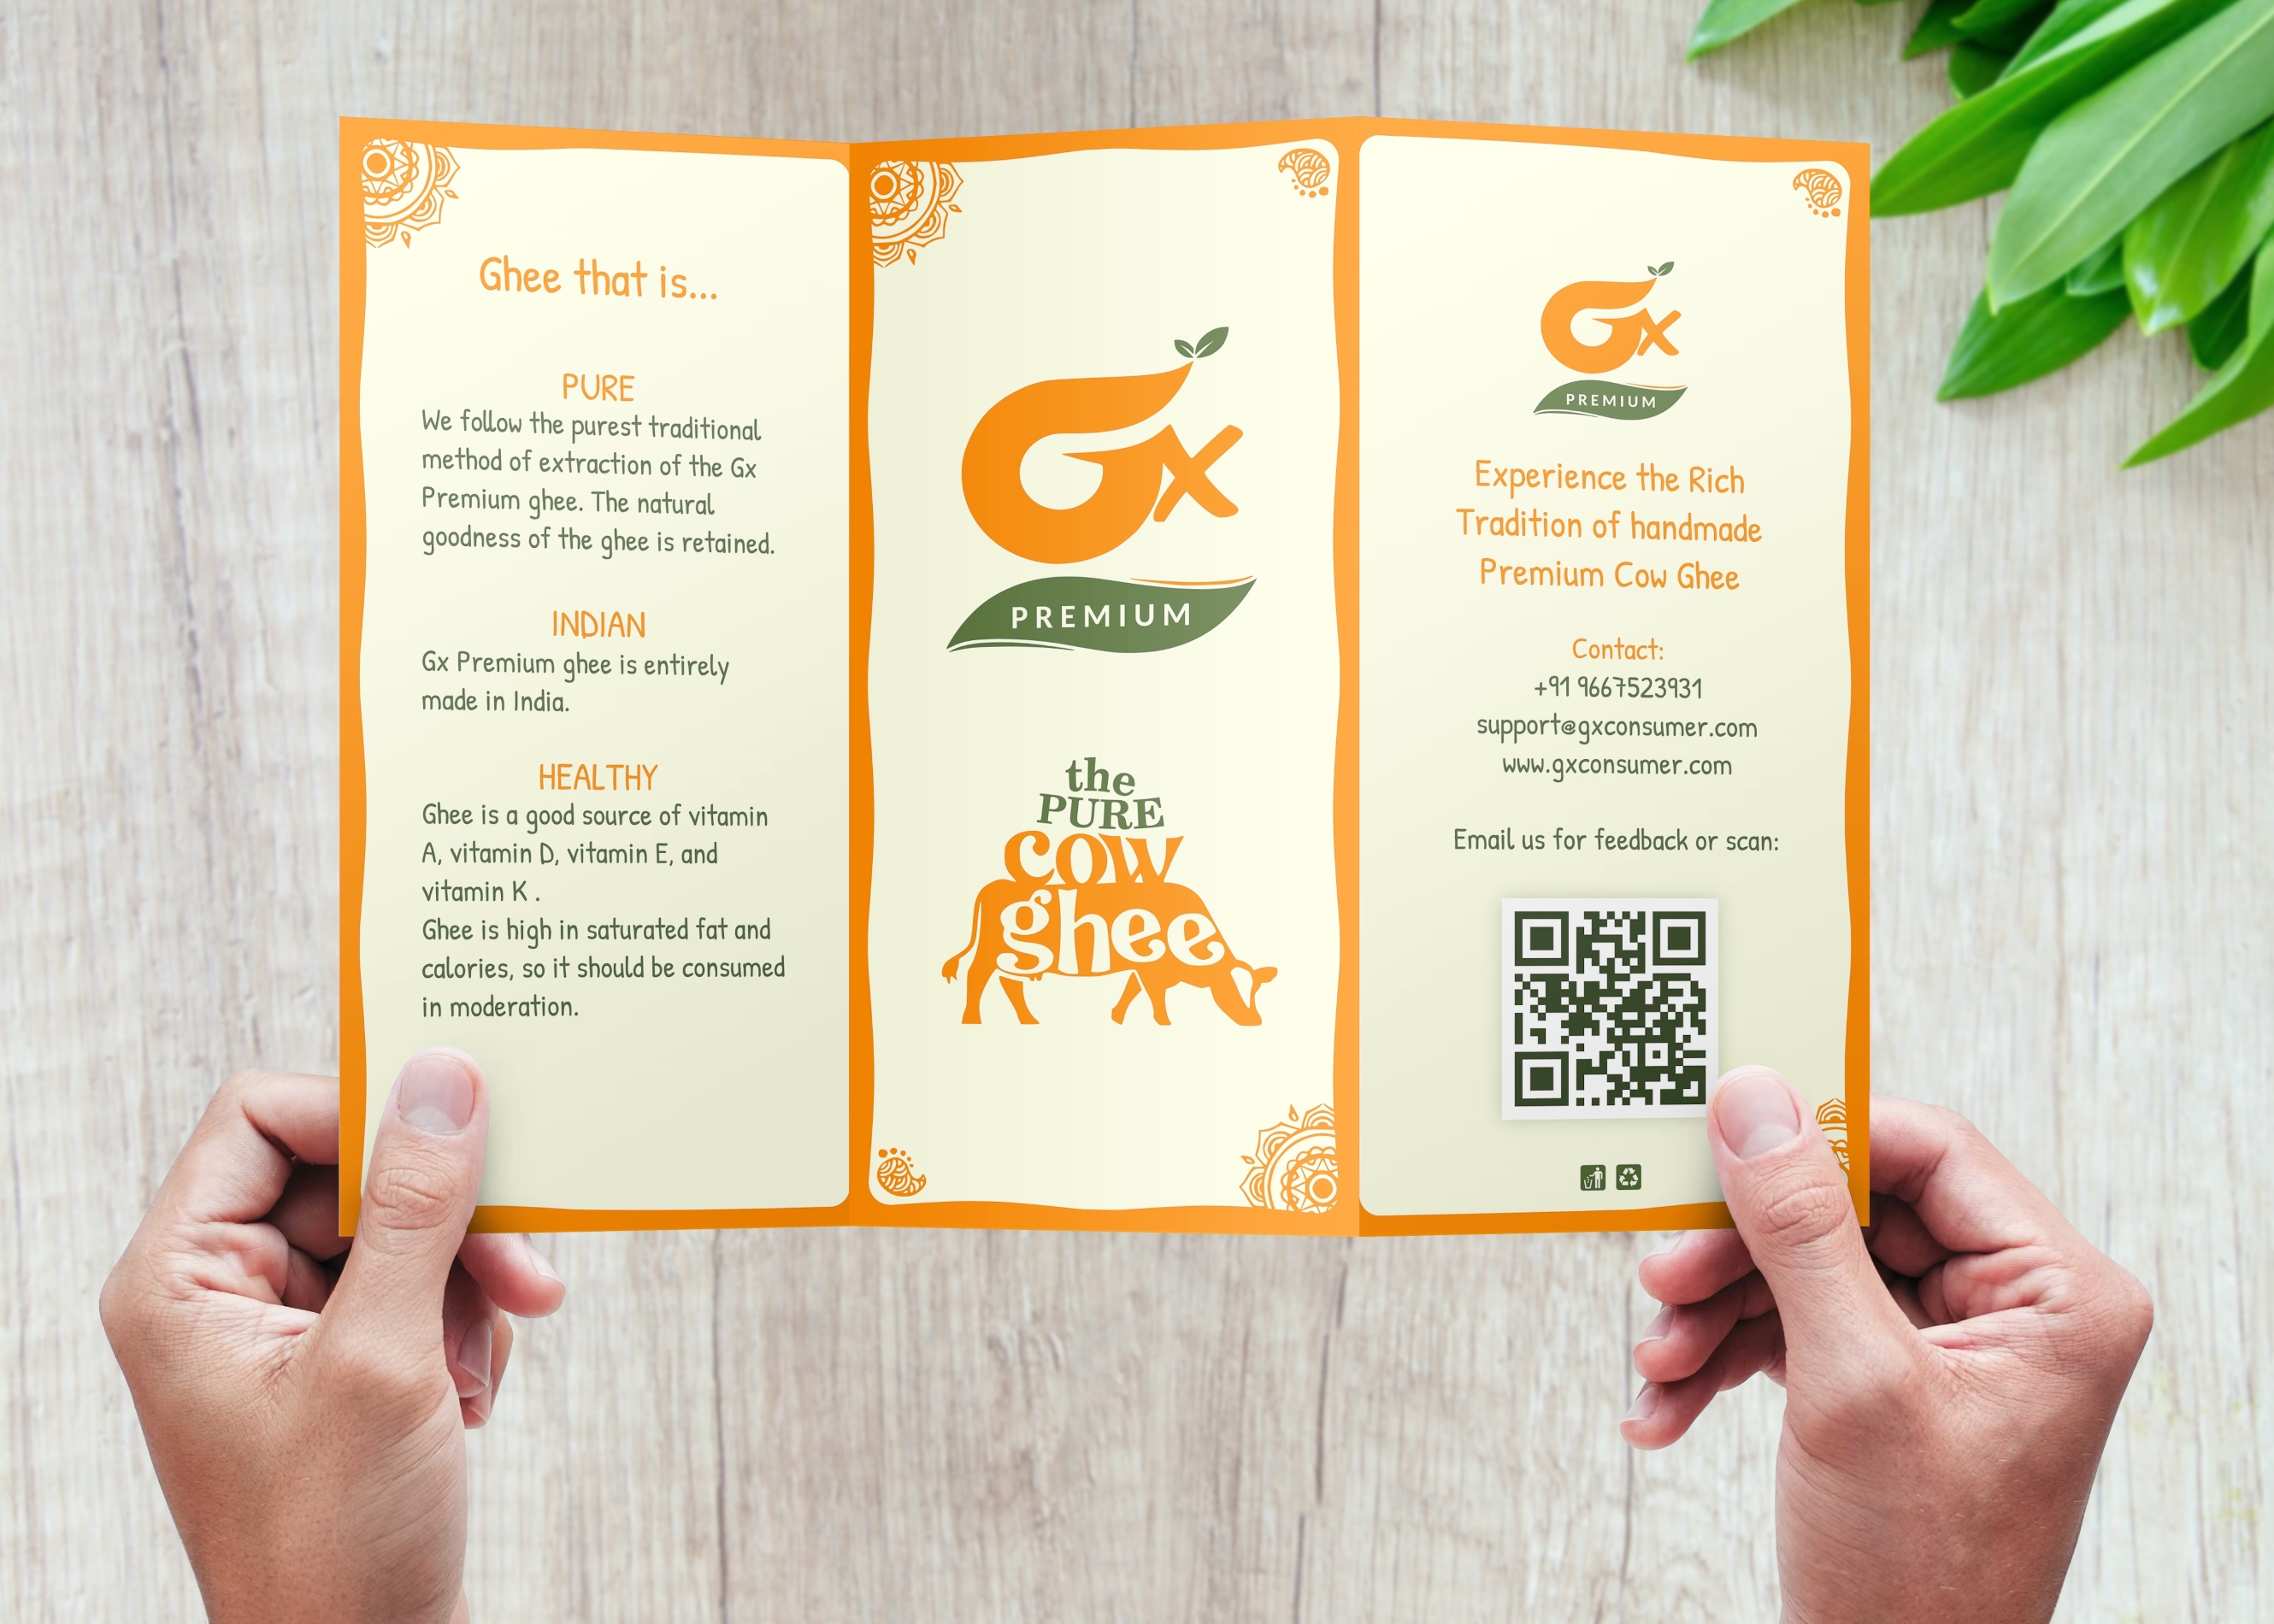 Ghee that is...
PURE
We follow the purest traditional
method of extraction of the Gx
Premium ghee. The natural
goodness of the ghee is retained.
INDIAN
Gx Premium ghee is entirely
made in India.
HEALTHY
Ghee is a good source of vitamin
A, vitamin D, vitamin E, and
vitamin K .
Ghee is high in saturated fat and
calories, so it should be consumed
in moderation.
Gx
PREMIUM
the
PURE
cow
ghee
Gx
PREMIUM
Experience the Rich
Tradition of handmade
Premium Cow Ghee
Contact:
+91 9667523931
support@gxconsumer.com
www.gxconsumer.com
Email us for feedback or scan: